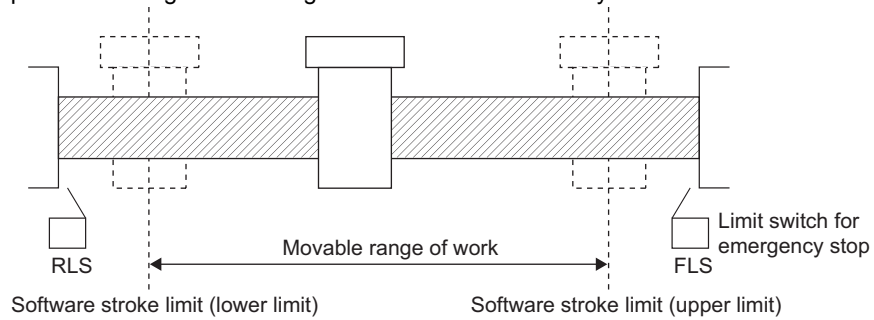 Limit switch for
emergency stop
Movable range of work
RLS
FLS
Software stroke limit (lower limit)
Software stroke limit (upper limit)